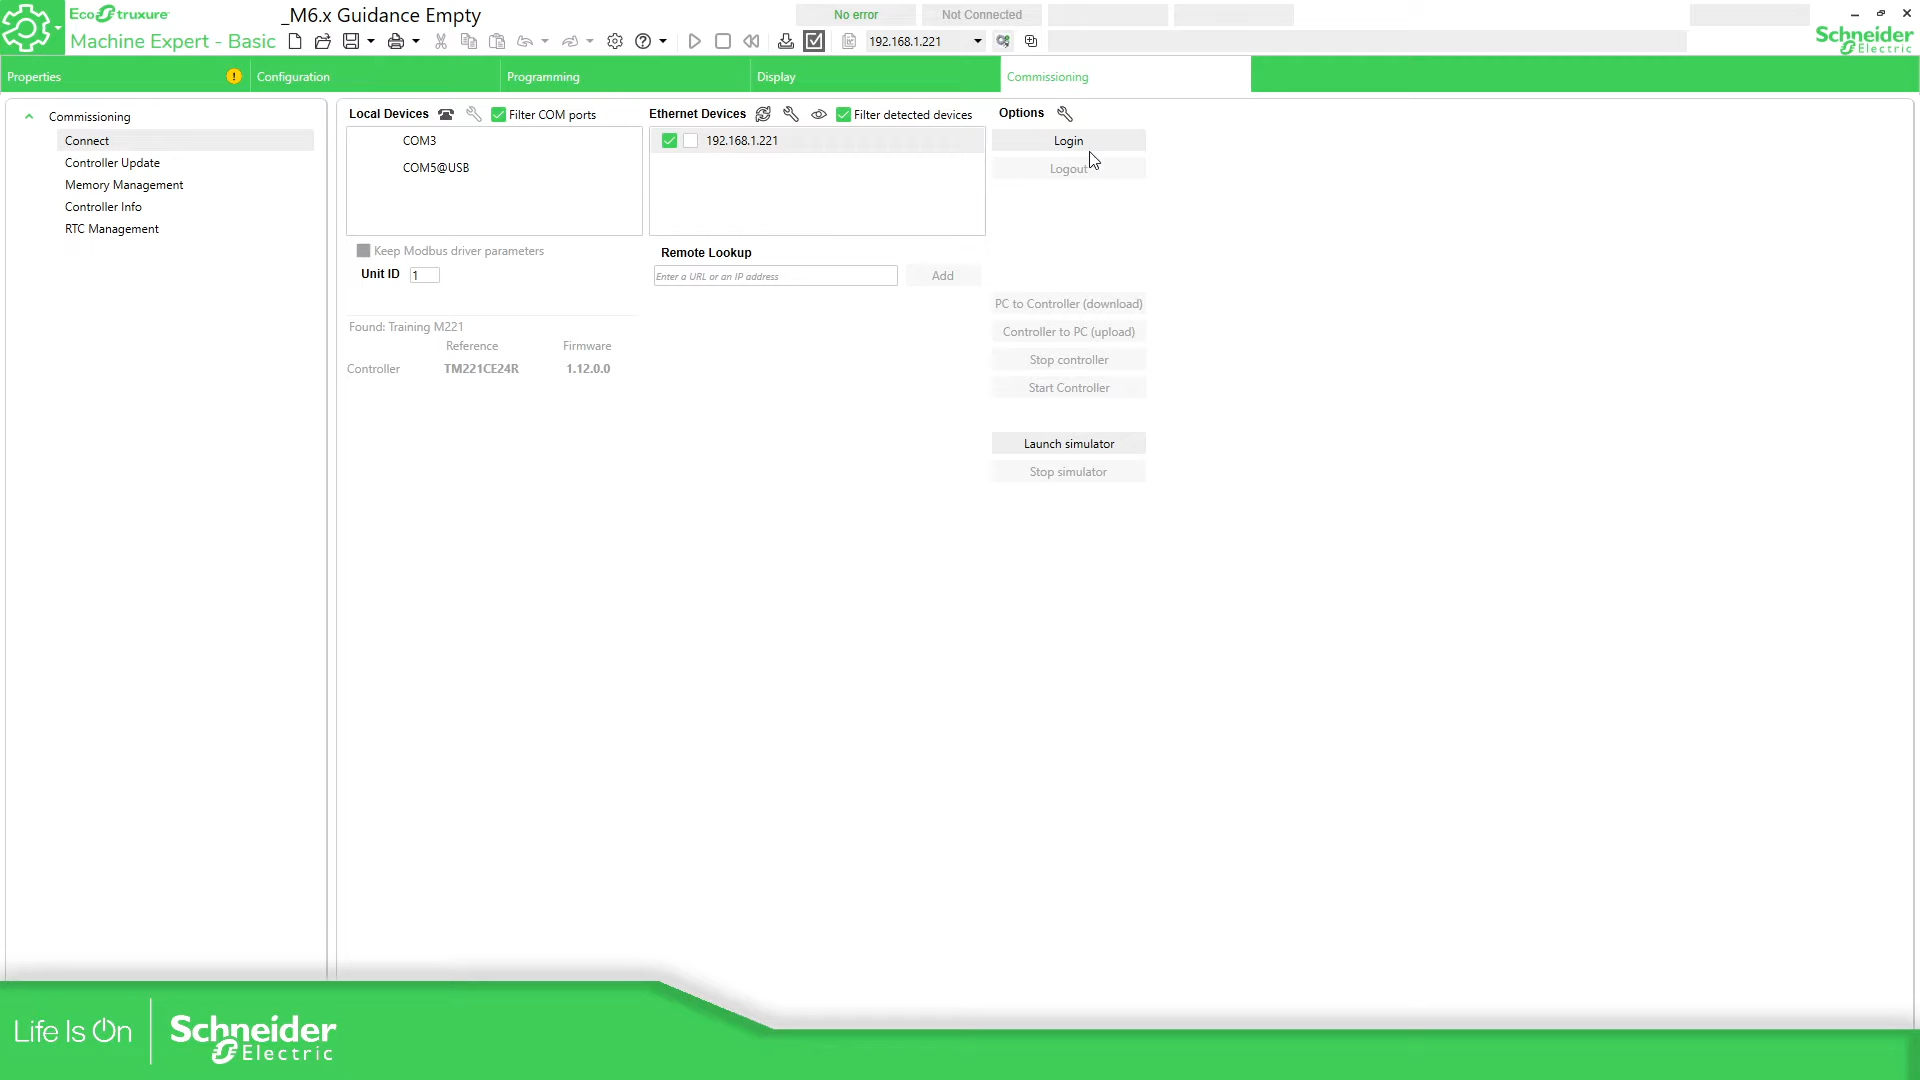 EcoStruxure
Machine Expert - Basic
_M6.x Guidance Empty
No error
Not Connected
192.168.1.221
Schneider
Electric
Properties
Configuration
Programming
Display
Commissioning
Commissioning
Connect
Controller Update
Memory Management
Controller Info
RTC Management
Local Devices
Filter COM ports
COM3
COM5@USB
Keep Modbus driver parameters
Unit ID 1
Found: Training M221
Reference Firmware
Controller TM221CE24R 1.12.0.0
Ethernet Devices
Filter detected devices
192.168.1.221
Remote Lookup
Enter a URL or an IP address
Add
Options
Login
Logout
PC to Controller (download)
Controller to PC (upload)
Stop controller
Start Controller
Launch simulator
Stop simulator
Life Is On
Schneider
Electric